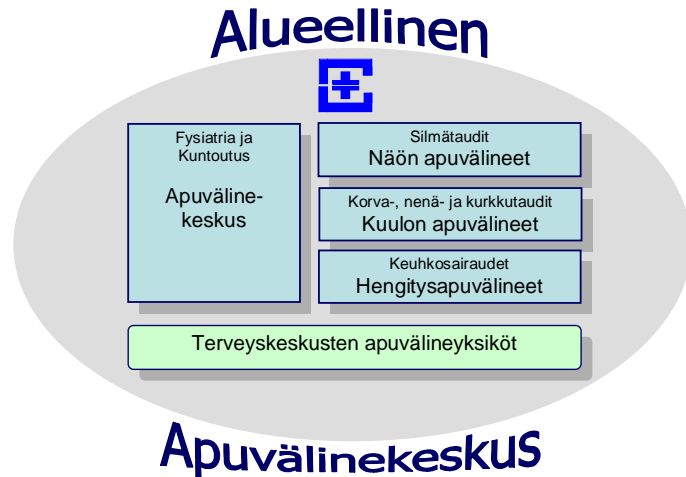 Alueellinen
Fysiatria ja
Kuntoutus
Apuväline-
keskus
Silmätaudit
Näön apuvälineet
Korva-, nenä- ja kurkkutaudit
Kuulon apuvälineet
Keuhkosairaudet
Hengitysapuvälineet
Terveyskeskusten apuvälineyksiköt
Apuvälinekeskus